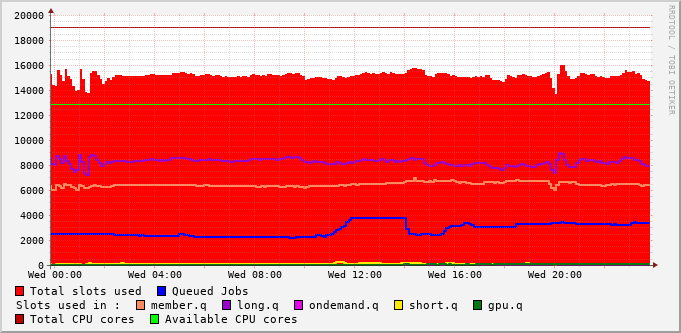 20000
18000
16000
14000
12000
10000
8000
6000
4000
2000
0
Wed 00:00 Wed 04:00 Wed 08:00 Wed 12:00 Wed 16:00 Wed 20:00
Total slots used Queued Jobs
Slots used in : member.q long.q ondemand.q short.q gpu.q
Total CPU cores Available CPU cores
RRDTOOL / TOBI OETIKER